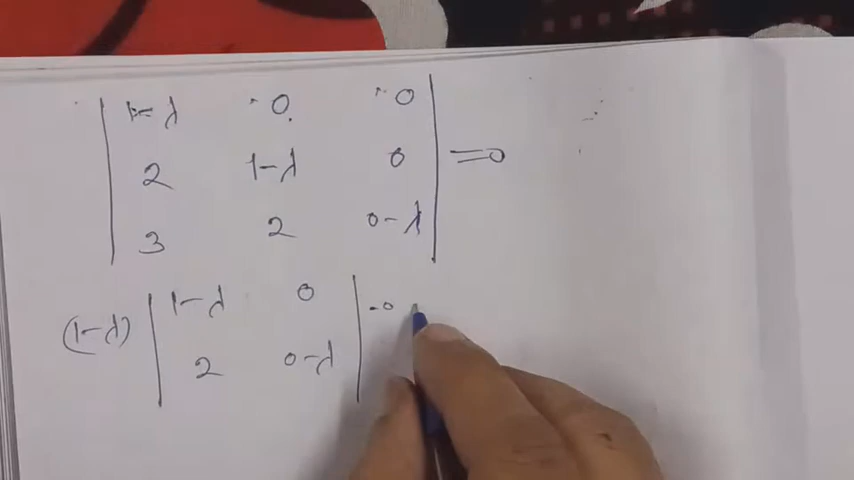 | 1-λ 0 0 |
| 2 1-λ 0 | =0
| 3 2 0-λ |
(1-λ) | 1-λ 0 | -0
| 2 0-λ |